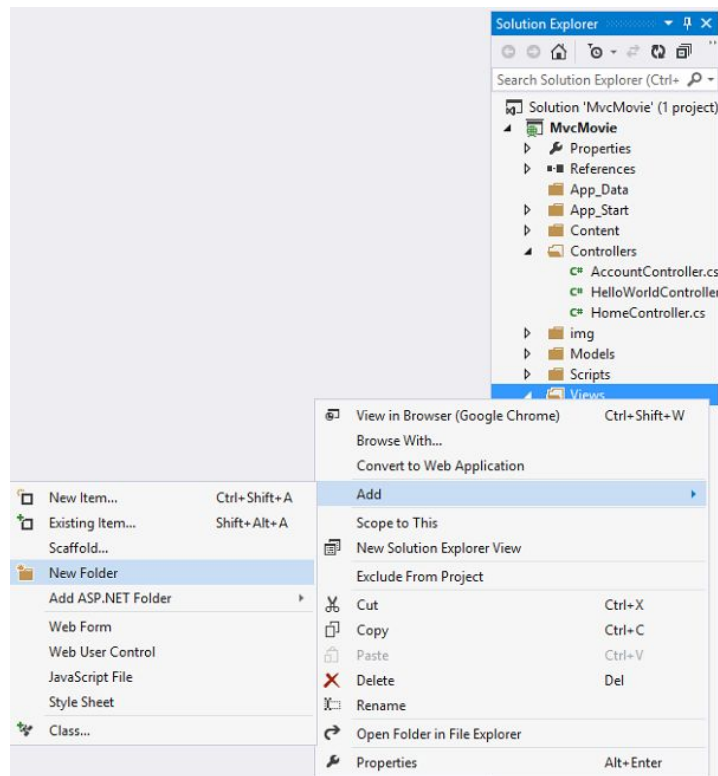 Solution Explorer
Search Solution Explorer (Ctrl+
Solution 'MvcMovie' (1 project)
MvcMovie
Properties
References
App_Data
App_Start
Content
Controllers
C# AccountController.cs
C# HelloWorldController
C# HomeController.cs
img
Models
Scripts
Views
View in Browser (Google Chrome) Ctrl+Shift+W
Browse With...
Convert to Web Application
Add
Scope to This
New Solution Explorer View
Exclude From Project
Cut Ctrl+X
Copy Ctrl+C
Paste Ctrl+V
Delete Del
Rename
Open Folder in File Explorer
Properties Alt+Enter
New Item... Ctrl+Shift+A
Existing Item... Shift+Alt+A
Scaffold...
New Folder
Add ASP.NET Folder
Web Form
Web User Control
JavaScript File
Style Sheet
Class...